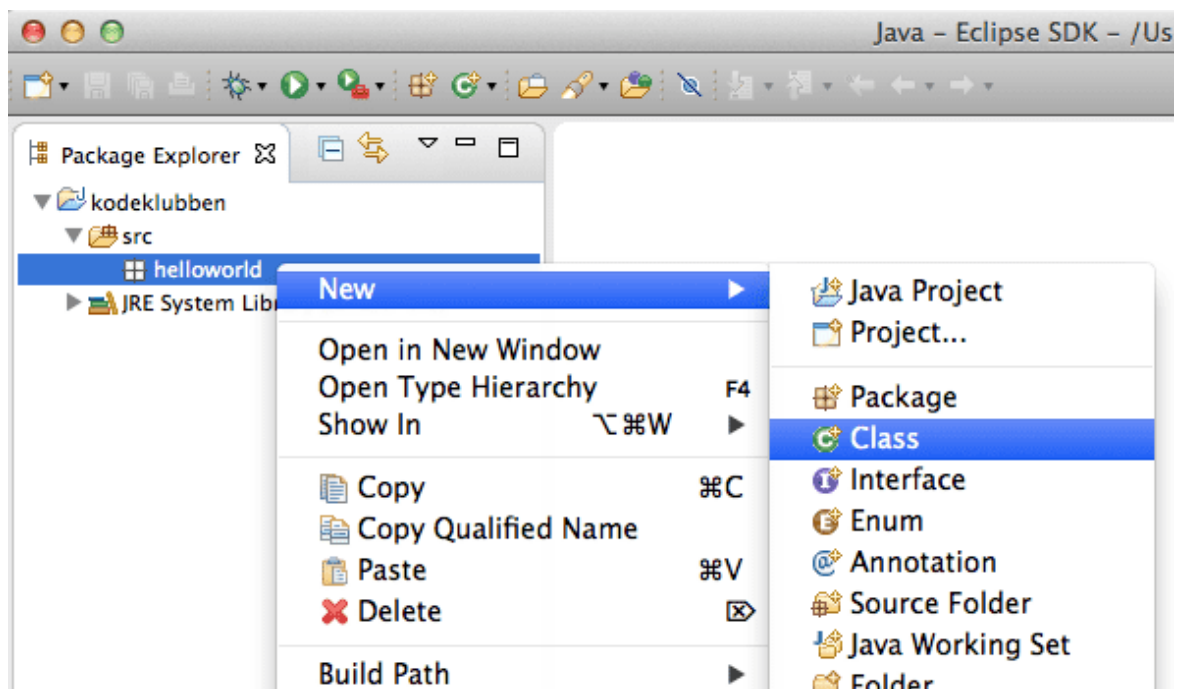 Java – Eclipse SDK – /Us
Package Explorer
kodeklubben
src
helloworld
JRE System Lib
New
Open in New Window
Open Type Hierarchy F4
Show In ⌥⌘W
Copy ⌘C
Copy Qualified Name
Paste ⌘V
Delete ⌦
Build Path
Java Project
Project...
Package
Class
Interface
Enum
Annotation
Source Folder
Java Working Set
Folder